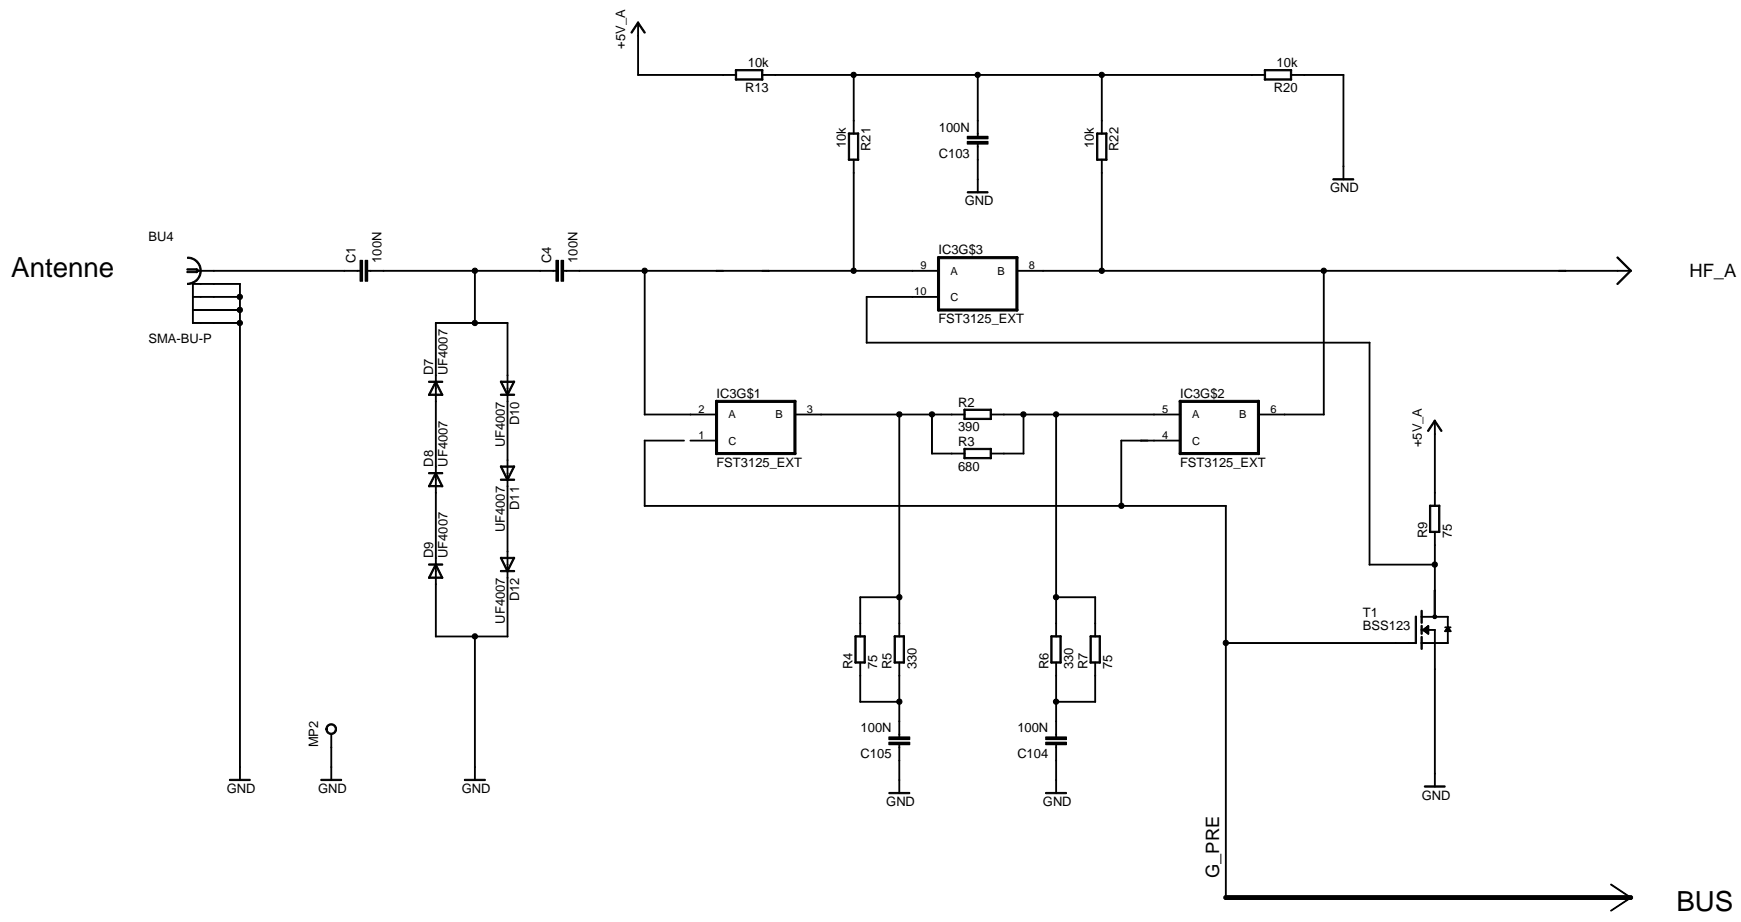 +5V_A
10k
R13
10k
R20
10k
R21
100N
C103
GND
10k
R22
GND
Antenne
BU4
SMA-BU-P
C1
100N
C4
100N
IC3G$3
9
A
B
8
10
C
FST3125_EXT
HF_A
D7
UF4007
D8
UF4007
D9
UF4007
UF4007
D10
UF4007
D11
UF4007
D12
IC3G$1
2
A
B
3
1
C
FST3125_EXT
R2
390
R3
680
IC3G$2
5
A
B
6
4
C
FST3125_EXT
+5V_A
R9
75
R4
75
R5
330
R6
330
R7
75
T1
BSS123
MP2
100N
C105
100N
C104
GND
GND
GND
GND
GND
GND
G_PRE
BUS